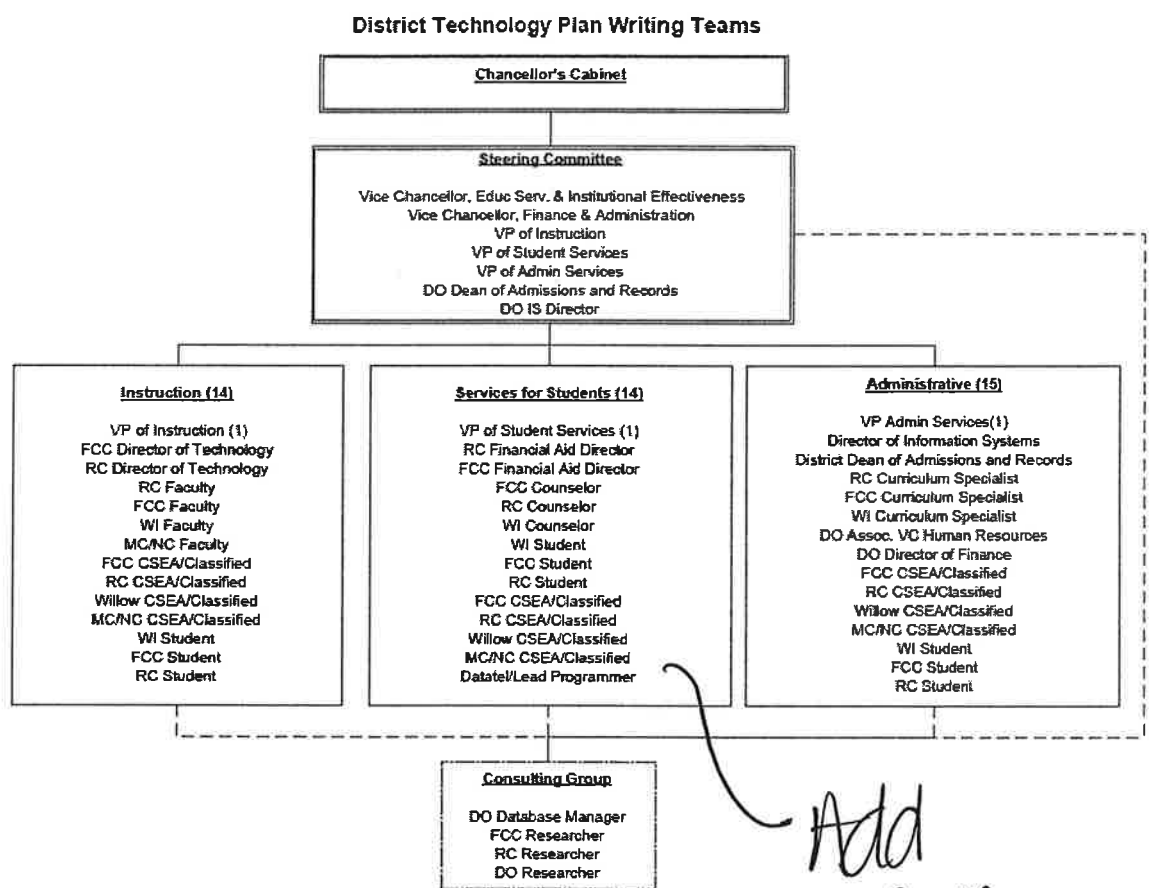 District Technology Plan Writing Teams
Chancellor's Cabinet
Steering Committee
Vice Chancellor, Educ Serv. & Institutional Effectiveness
Vice Chancellor, Finance & Administration
VP of Instruction
VP of Student Services
VP of Admin Services
DO Dean of Admissions and Records
DO IS Director
Instruction (14)
VP of Instruction (1)
FCC Director of Technology
RC Director of Technology
RC Faculty
FCC Faculty
WI Faculty
MC/NC Faculty
FCC CSEA/Classified
RC CSEA/Classified
Willow CSEA/Classified
MC/NC CSEA/Classified
WI Student
FCC Student
RC Student
Services for Students (14)
VP of Student Services (1)
RC Financial Aid Director
FCC Financial Aid Director
FCC Counselor
RC Counselor
WI Counselor
WI Student
FCC Student
RC Student
FCC CSEA/Classified
RC CSEA/Classified
Willow CSEA/Classified
MC/NC CSEA/Classified
Datatel/Lead Programmer
Administrative (15)
VP Admin Services(1)
Director of Information Systems
District Dean of Admissions and Records
RC Curriculum Specialist
FCC Curriculum Specialist
WI Curriculum Specialist
DO Assoc. VC Human Resources
DO Director of Finance
FCC CSEA/Classified
RC CSEA/Classified
Willow CSEA/Classified
MC/NC CSEA/Classified
WI Student
FCC Student
RC Student
Consulting Group
DO Database Manager
FCC Researcher
RC Researcher
DO Researcher
Add